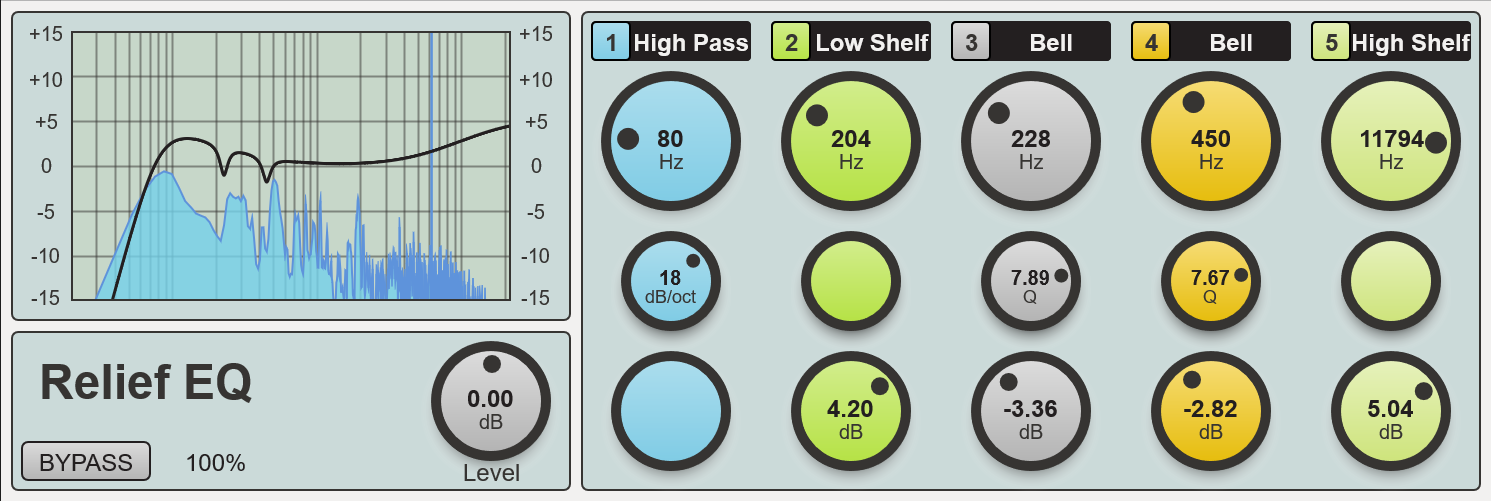 +15 +15
+10 +10
+5 +5
0 0
-5 -5
-10 -10
-15 -15
Relief EQ
0.00
dB
Level
BYPASS 100%
1 High Pass 2 Low Shelf 3 Bell 4 Bell 5 High Shelf
80 204 228 450 11794
Hz Hz Hz Hz Hz
18 7.89 7.67
dB/oct Q Q
4.20 -3.36 -2.82 5.04
dB dB dB dB